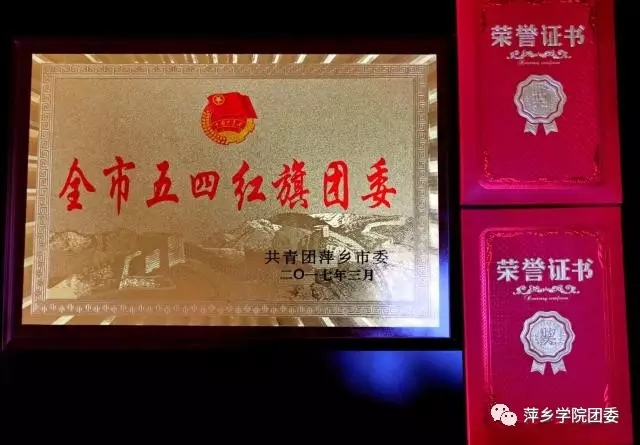 全市五四红旗团委
共青团萍乡市委
二〇一七年三月
荣誉证书
荣誉证书
奖
萍乡学院团委